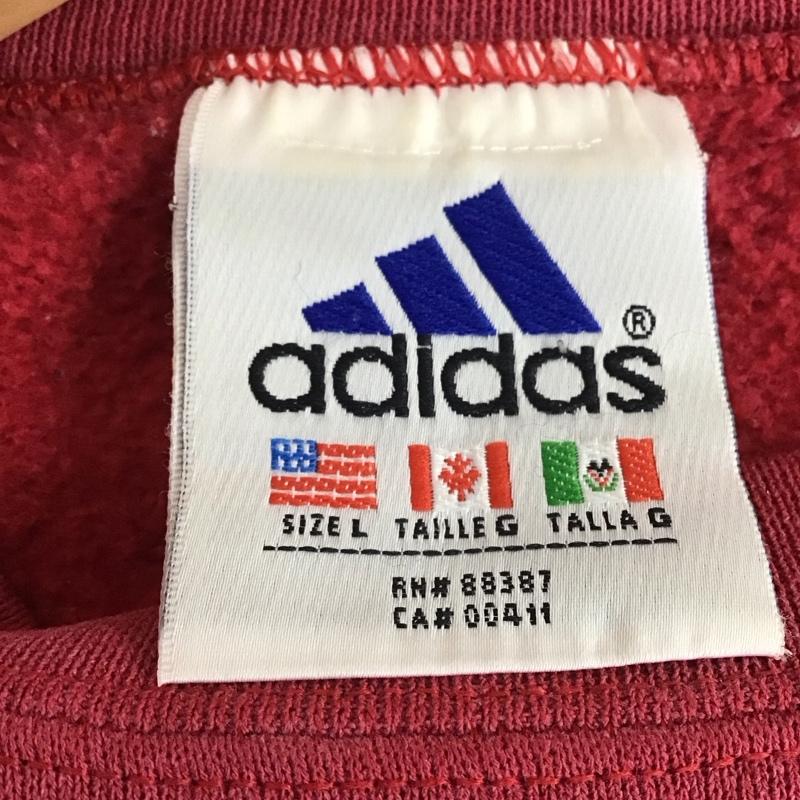 adidas®
SIZE L TAILLE G TALLA G
RN# 88387
CA# 00411